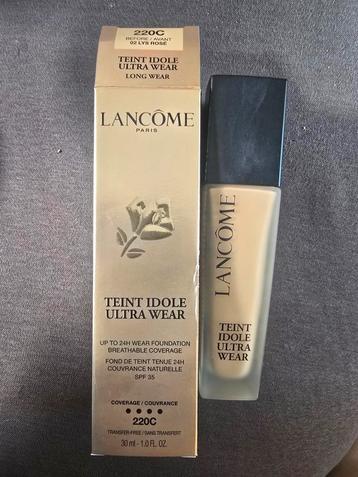 220C
BEFORE / AVANT
02 LYS ROSÉ
TEINT IDOLE
ULTRA WEAR
LONG WEAR
LANCÔME
PARIS
TEINT IDOLE
ULTRA WEAR
UP TO 24H WEAR FOUNDATION
BREATHABLE COVERAGE
FOND DE TEINT TENUE 24H
COUVRANCE NATURELLE
SPF 35
COVERAGE / COUVRANCE
220C
TRANSFER-FREE / SANS TRANSFERT
30 ml - 1.0 FL. OZ.
LANCÔME
TEINT
IDOLE
ULTRA
WEAR